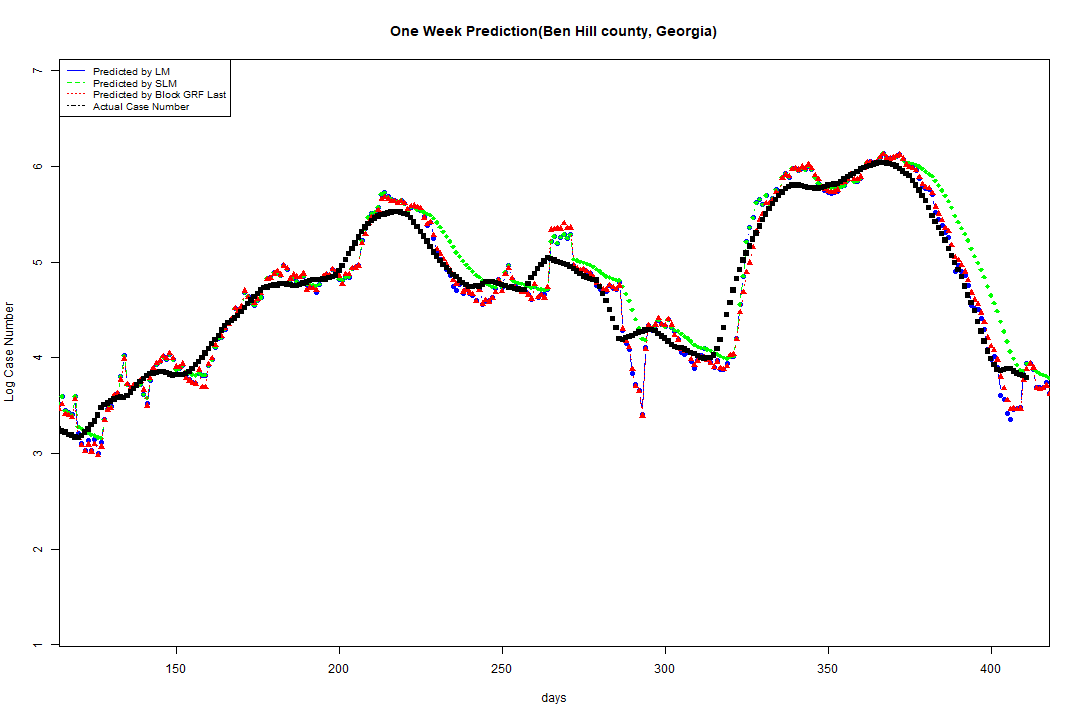 One Week Prediction(Ben Hill county, Georgia)
Predicted by LM
Predicted by SLM
Predicted by Block GRF Last
Actual Case Number
7
6
5
4
3
2
1
Log Case Number
150 200 250 300 350 400
days